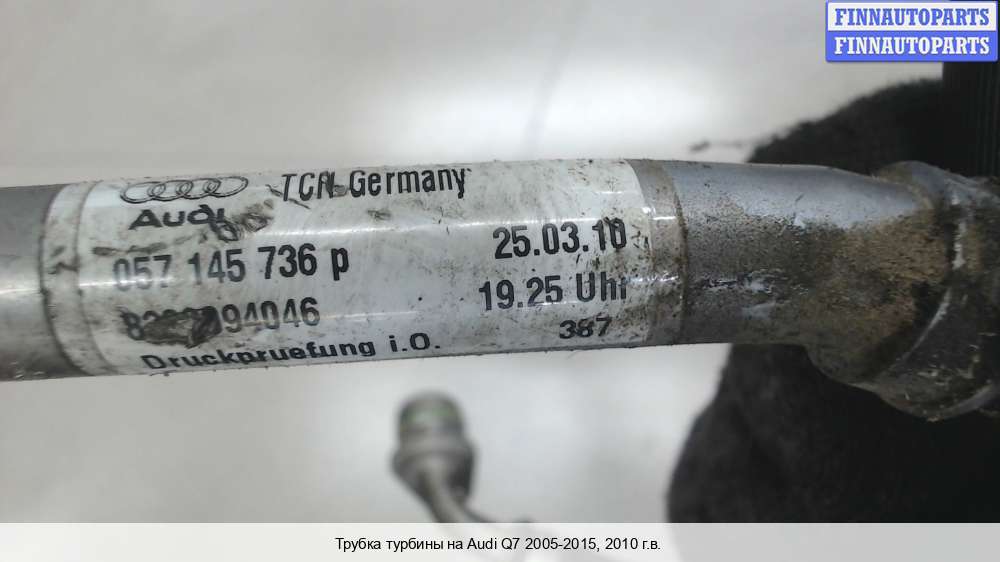 FINNAUTOPARTS
FINNAUTOPARTS
Germany
Audi
057 145 736 p
25.03.10
19.25 Uhr
387
Druckpruefung i.O.
Трубка турбины на Audi Q7 2005-2015, 2010 г.в.